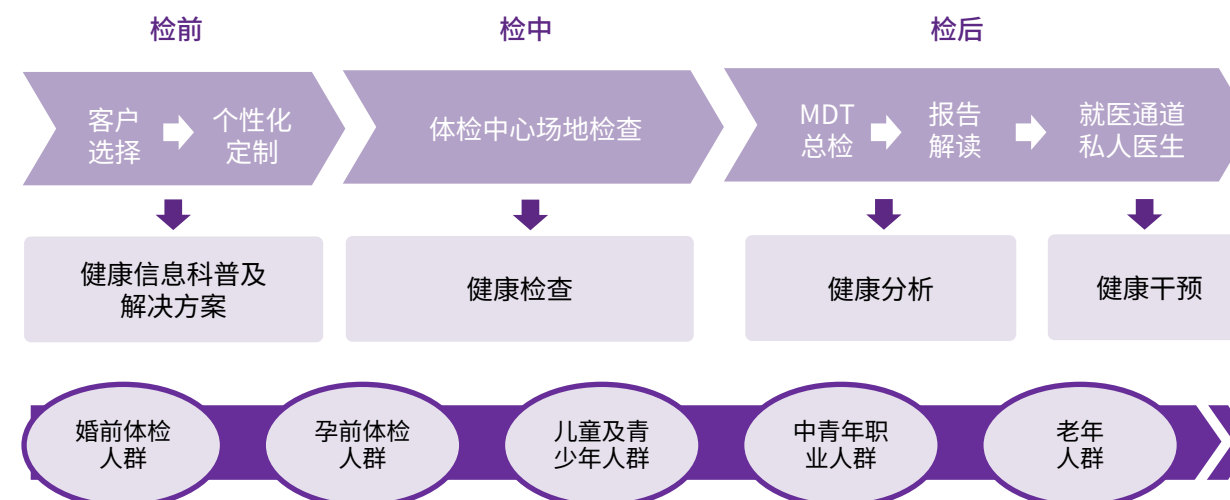 检前
检中
检后
客户
选择
个性化
定制
体检中心场地检查
MDT
总检
报告
解读
就医通道
私人医生
健康信息科普及
解决方案
健康检查
健康分析
健康干预
婚前体检
人群
孕前体检
人群
儿童及青
少年人群
中青年职
业人群
老年
人群